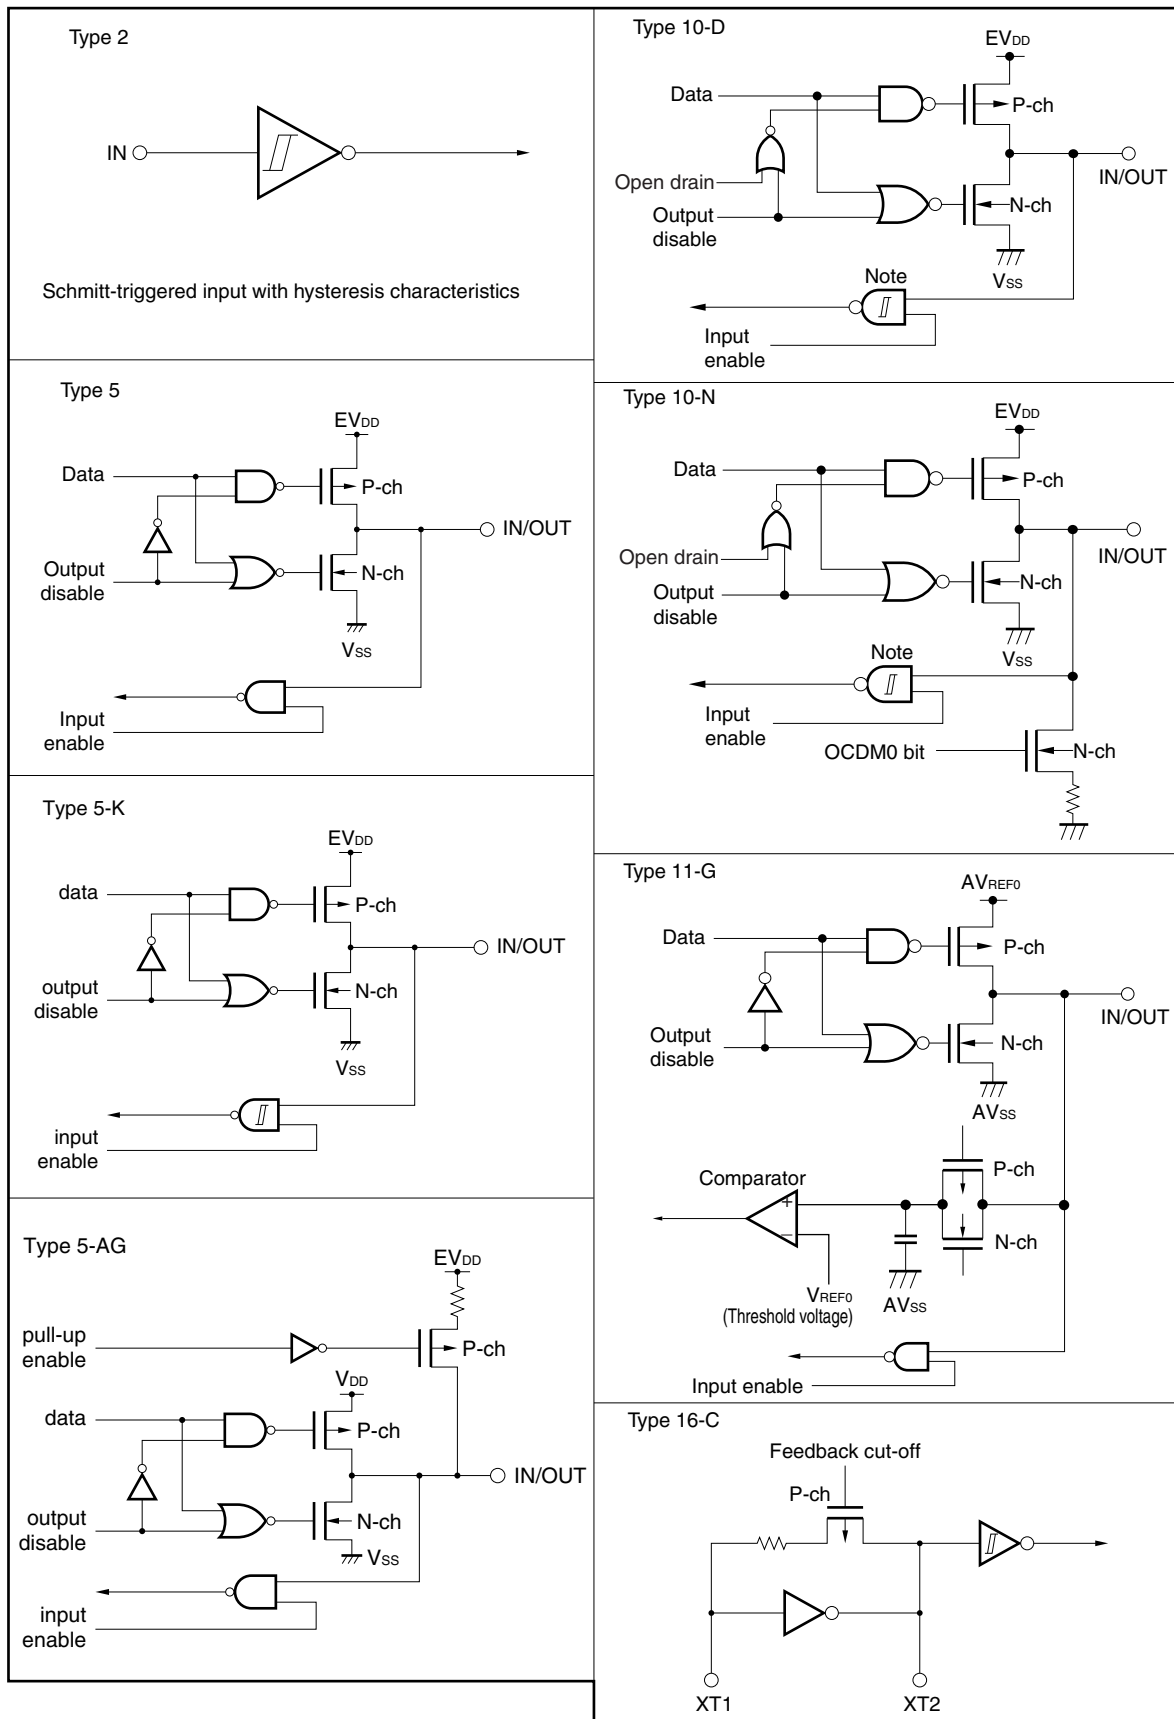 Type 2
IN
Schmitt-triggered input with hysteresis characteristics
Type 5
EVDD
Data
P-ch
IN/OUT
Output
disable
N-ch
VSS
Input
enable
Type 5-K
EVDD
data
P-ch
IN/OUT
output
disable
N-ch
VSS
input
enable
Type 5-AG
EVDD
pull-up
enable
P-ch
VDD
data
P-ch
IN/OUT
output
disable
N-ch
VSS
input
enable
Type 10-D
EVDD
Data
P-ch
Open drain
IN/OUT
Output
disable
N-ch
VSS
Note
Input
enable
Type 10-N
EVDD
Data
P-ch
Open drain
IN/OUT
Output
disable
N-ch
VSS
Note
Input
enable
OCDM0 bit
N-ch
Type 11-G
AVREF0
Data
P-ch
IN/OUT
Output
disable
N-ch
AVSS
P-ch
Comparator
+
−
N-ch
VREF0
(Threshold voltage)
AVSS
Input enable
Type 16-C
Feedback cut-off
P-ch
XT1
XT2